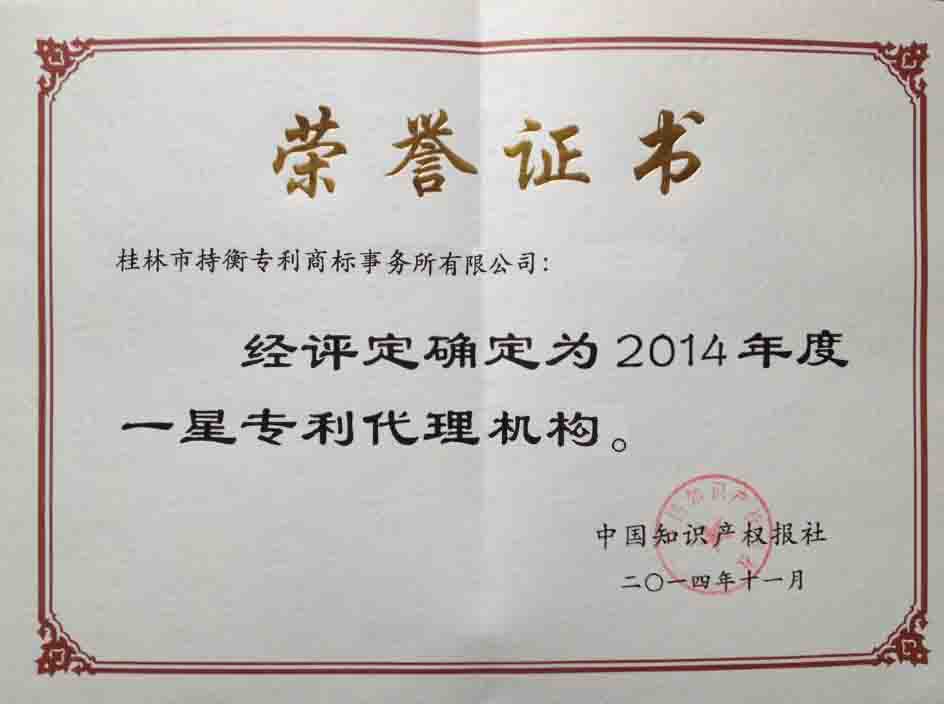 荣誉证书
桂林市持衡专利商标事务所有限公司：
经评定确定为2014年度
一星专利代理机构。
中国知识产权报社
二〇一四年十一月